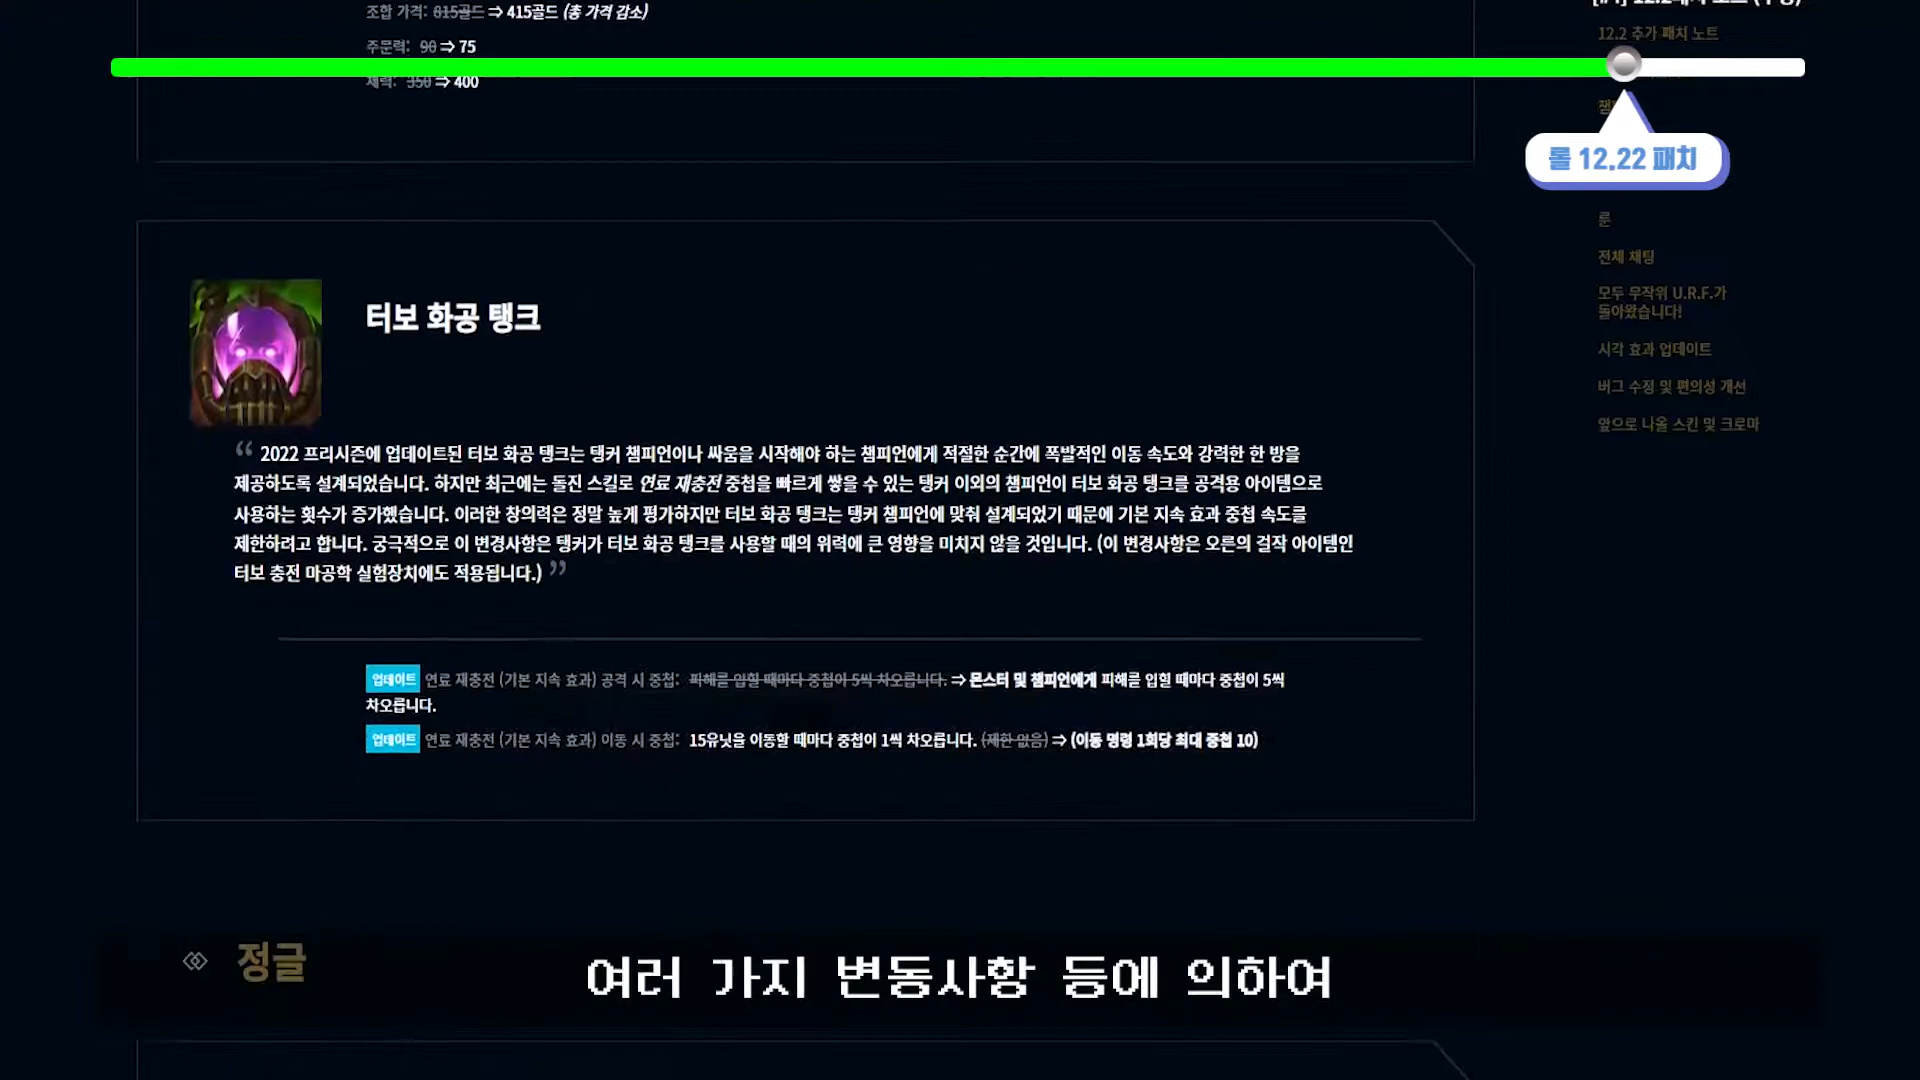 조합 가격: 815골드 ⇒ 415골드 (총 가격 감소)
주문력: 90 ⇒ 75
체력: 350 ⇒ 400
12.2 추가 패치 노트
롤 12.22 패치
룬
전체 채팅
모두 무작위 U.R.F.가
돌아왔습니다!
시각 효과 업데이트
버그 수정 및 편의성 개선
앞으로 나올 스킨 및 크로마
터보 화공 탱크
“ 2022 프리시즌에 업데이트된 터보 화공 탱크는 탱커 챔피언이나 싸움을 시작해야 하는 챔피언에게 적절한 순간에 폭발적인 이동 속도와 강력한 한 방을
제공하도록 설계되었습니다. 하지만 최근에는 돌진 스킬로 연료 재충전 중첩을 빠르게 쌓을 수 있는 탱커 이외의 챔피언이 터보 화공 탱크를 공격용 아이템으로
사용하는 횟수가 증가했습니다. 이러한 창의력은 정말 높게 평가하지만 터보 화공 탱크는 탱커 챔피언에 맞춰 설계되었기 때문에 기본 지속 효과 중첩 속도를
제한하려고 합니다. 궁극적으로 이 변경사항은 탱커가 터보 화공 탱크를 사용할 때의 위력에 큰 영향을 미치지 않을 것입니다. (이 변경사항은 오른의 걸작 아이템인
터보 충전 마공학 실험장치에도 적용됩니다.) ”
업데이트 연료 재충전 (기본 지속 효과) 공격 시 중첩: 피해를 입힐 때마다 중첩이 5씩 차오릅니다. ⇒ 몬스터 및 챔피언에게 피해를 입힐 때마다 중첩이 5씩
차오릅니다.
업데이트 연료 재충전 (기본 지속 효과) 이동 시 중첩: 15유닛을 이동할 때마다 중첩이 1씩 차오릅니다. (제한 없음) ⇒ (이동 명령 1회당 최대 중첩 10)
정글
여러 가지 변동사항 등에 의하여